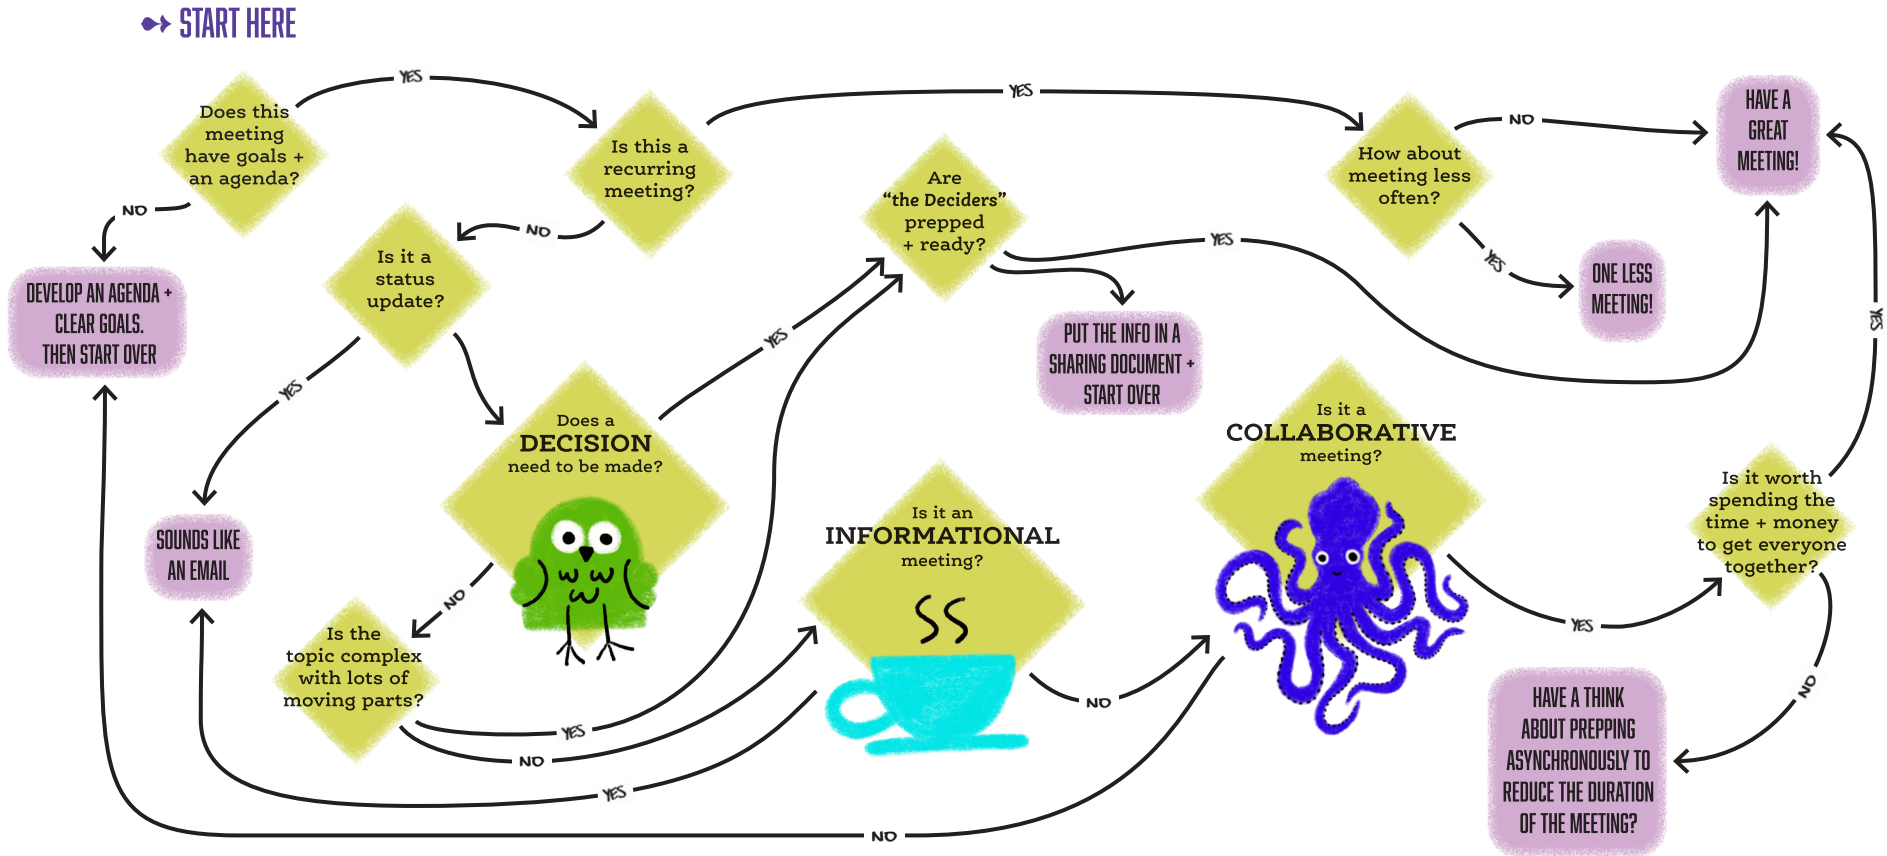 START HERE
Does this
meeting
have goals +
an agenda?
YES
NO
DEVELOP AN AGENDA +
CLEAR GOALS.
THEN START OVER
Is this a
recurring
meeting?
YES
NO
How about
meeting less
often?
NO
YES
HAVE A
GREAT
MEETING!
ONE LESS
MEETING!
Is it a
status
update?
YES
SOUNDS LIKE
AN EMAIL
Does a
DECISION
need to be made?
YES
NO
Are
“the Deciders”
prepped
+ ready?
YES
PUT THE INFO IN A
SHARING DOCUMENT +
START OVER
Is the
topic complex
with lots of
moving parts?
YES
NO
Is it an
INFORMATIONAL
meeting?
YES
NO
Is it a
COLLABORATIVE
meeting?
YES
NO
Is it worth
spending the
time + money
to get everyone
together?
YES
NO
HAVE A THINK
ABOUT PREPPING
ASYNCHRONOUSLY TO
REDUCE THE DURATION
OF THE MEETING?